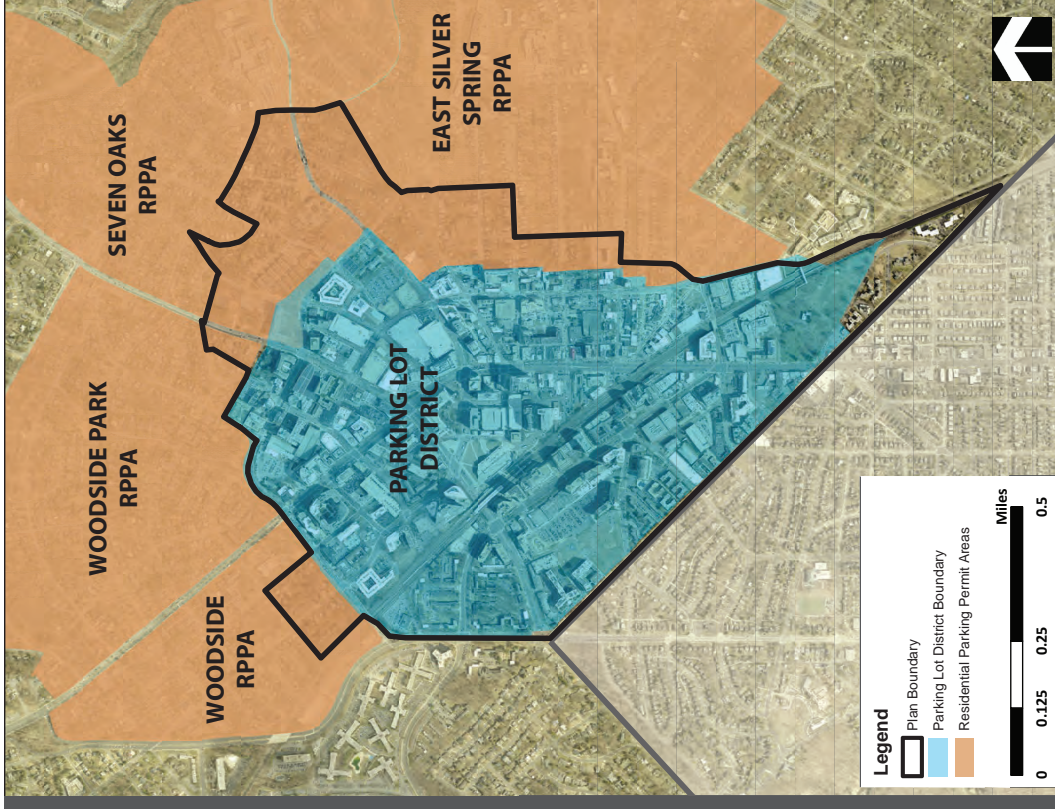 SEVEN OAKS
RPPA
EAST SILVER
SPRING
RPPA
WOODSIDE PARK
RPPA
WOODSIDE
RPPA
PARKING LOT
DISTRICT
Legend
Plan Boundary
Parking Lot District Boundary
Residential Parking Permit Areas
Miles
0 0.125 0.25 0.5